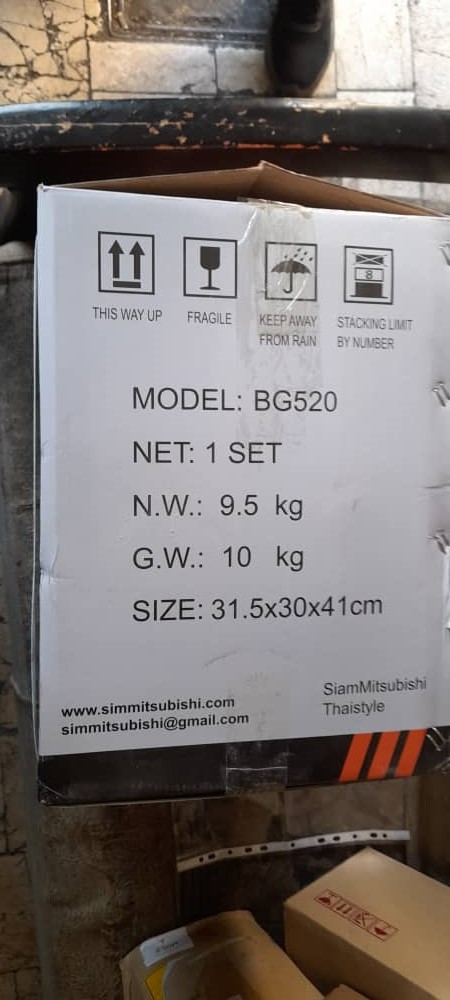 8
THIS WAY UP
FRAGILE
KEEP AWAY
FROM RAIN
STACKING LIMIT
BY NUMBER
MODEL: BG520
NET: 1 SET
N.W.: 9.5 kg
G.W.: 10 kg
SIZE: 31.5x30x41cm
www.simmitsubishi.com
simmitsubishi@gmail.com
SiamMitsubishi
Thaistyle